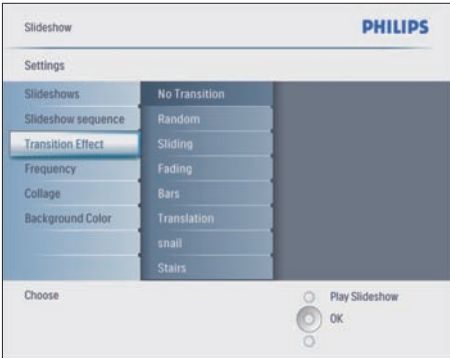 Slideshow PHILIPS
Settings
Slideshows
Slideshow sequence
Transition Effect
Frequency
Collage
Background Color
No Transition
Random
Sliding
Fading
Bars
Translation
snail
Stairs
Choose
Play Slideshow
OK